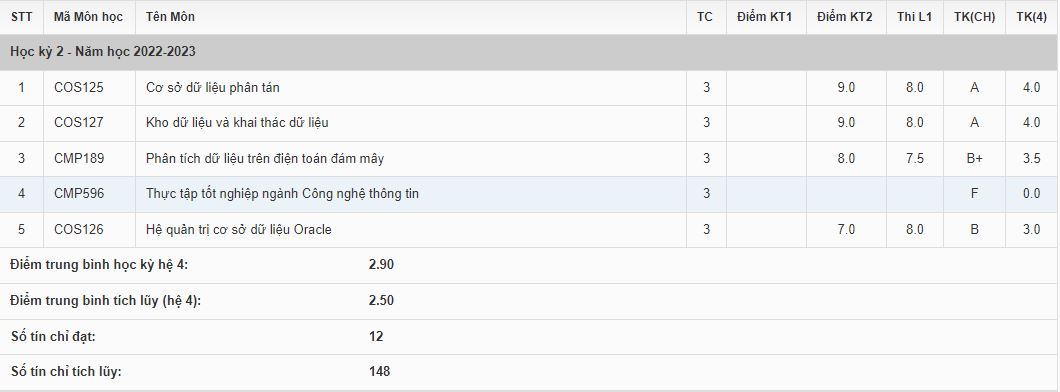 STT Mã Môn học Tên Môn TC Điểm KT1 Điểm KT2 Thi L1 TK(CH) TK(4)
Học kỳ 2 - Năm học 2022-2023
1 COS125 Cơ sở dữ liệu phân tán 3 9.0 8.0 A 4.0
2 COS127 Kho dữ liệu và khai thác dữ liệu 3 9.0 8.0 A 4.0
3 CMP189 Phân tích dữ liệu trên điện toán đám mây 3 8.0 7.5 B+ 3.5
4 CMP596 Thực tập tốt nghiệp ngành Công nghệ thông tin 3 F 0.0
5 COS126 Hệ quản trị cơ sở dữ liệu Oracle 3 7.0 8.0 B 3.0
Điểm trung bình học kỳ hệ 4: 2.90
Điểm trung bình tích lũy (hệ 4): 2.50
Số tín chỉ đạt: 12
Số tín chỉ tích lũy: 148